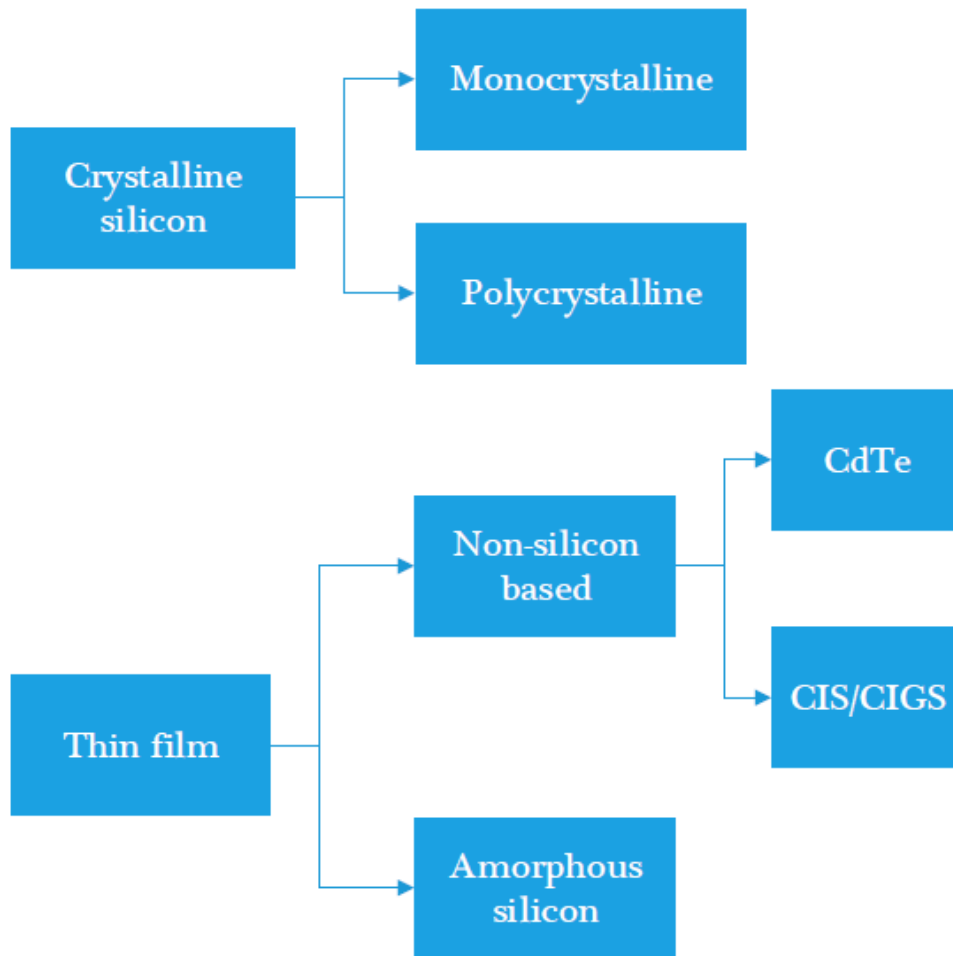 Monocrystalline
Crystalline
silicon
Polycrystalline
CdTe
Non-silicon
based
CIS/CIGS
Thin film
Amorphous
silicon